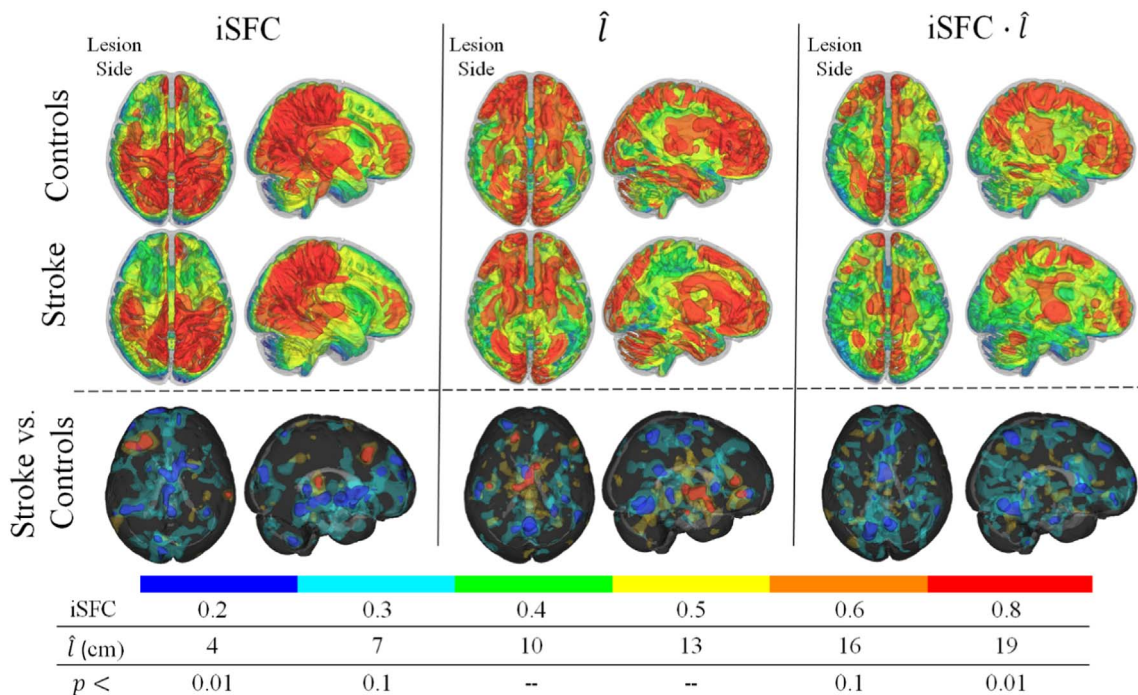 iSFC
l̂
iSFC · l̂
Lesion
Side
Lesion
Side
Lesion
Side
Controls
Stroke
Stroke vs.
Controls
iSFC 0.2 0.3 0.4 0.5 0.6 0.8
l̂ (cm) 4 7 10 13 16 19
p < 0.01 0.1 -- -- 0.1 0.01